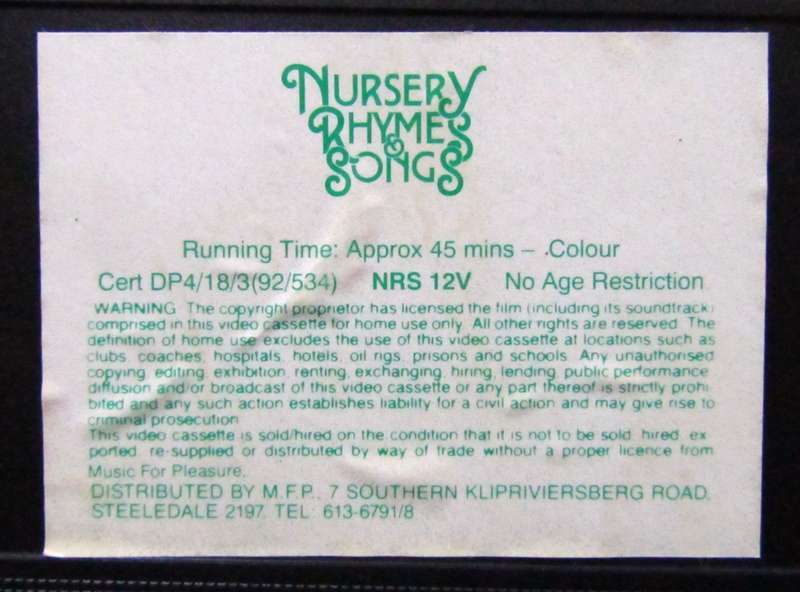 NURSERY
RHYMES
&
SONGS
Running Time: Approx 45 mins – Colour
Cert DP4/18/3(92/534) NRS 12V No Age Restriction
WARNING The copyright proprietor has licensed the film (including its soundtrack)
comprised in this video cassette for home use only. All other rights are reserved. The
definition of home use excludes the use of this video cassette at locations such as
clubs, coaches, hospitals, hotels, oil rigs, prisons and schools. Any unauthorised
copying, editing, exhibition, renting, exchanging, hiring, lending, public performance
diffusion and/or broadcast of this video cassette or any part thereof is strictly prohi-
bited and any such action establishes liability for a civil action and may give rise to
criminal prosecution
This video cassette is sold/hired on the condition that it is not to be sold, hired, ex-
ported, re-supplied or distributed by way of trade without a proper licence from
Music For Pleasure.
DISTRIBUTED BY M.F.P., 7 SOUTHERN KLIPRIVIERSBERG ROAD,
STEELEDALE 2197. TEL: 613-6791/8